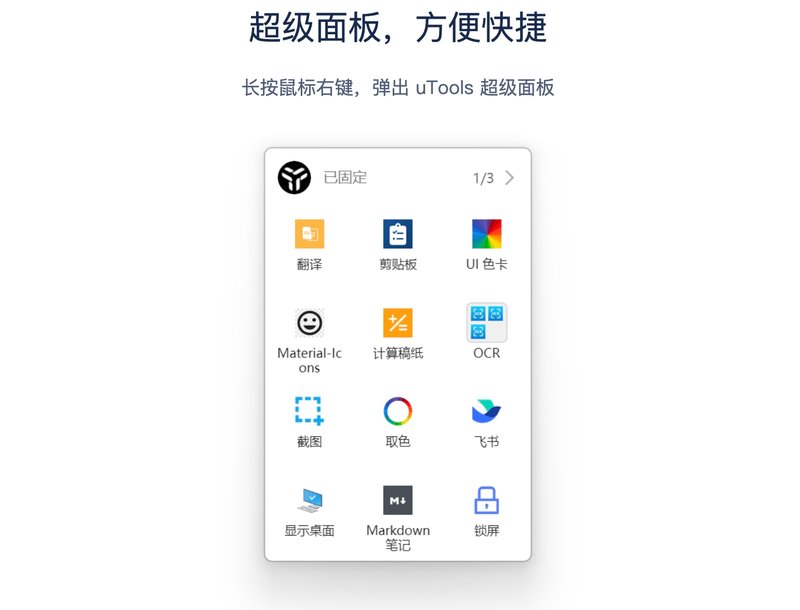 超级面板，方便快捷
长按鼠标右键，弹出 uTools 超级面板
已固定 1/3
翻译 剪贴板 UI 色卡
Material-Ic
ons
计算稿纸 OCR
截图 取色 飞书
显示桌面 Markdown
笔记
锁屏